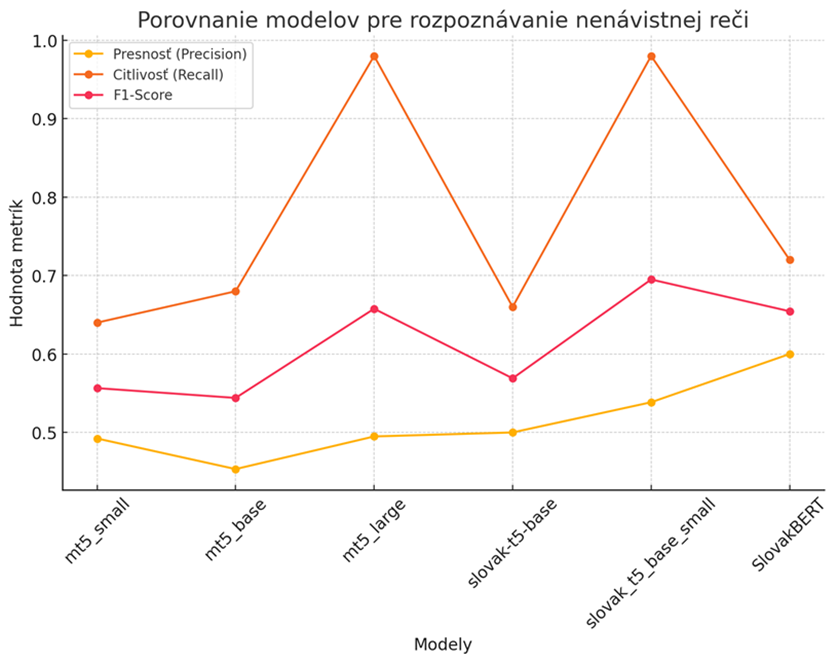 Porovnanie modelov pre rozpoznávanie nenávistnej reči
Presnosť (Precision)
Citlivosť (Recall)
F1-Score
1.0
0.9
0.8
0.7
0.6
0.5
Hodnota metrík
mt5_small
mt5_base
mt5_large
slovak-t5-base
slovak_t5_base_small
SlovakBERT
Modely